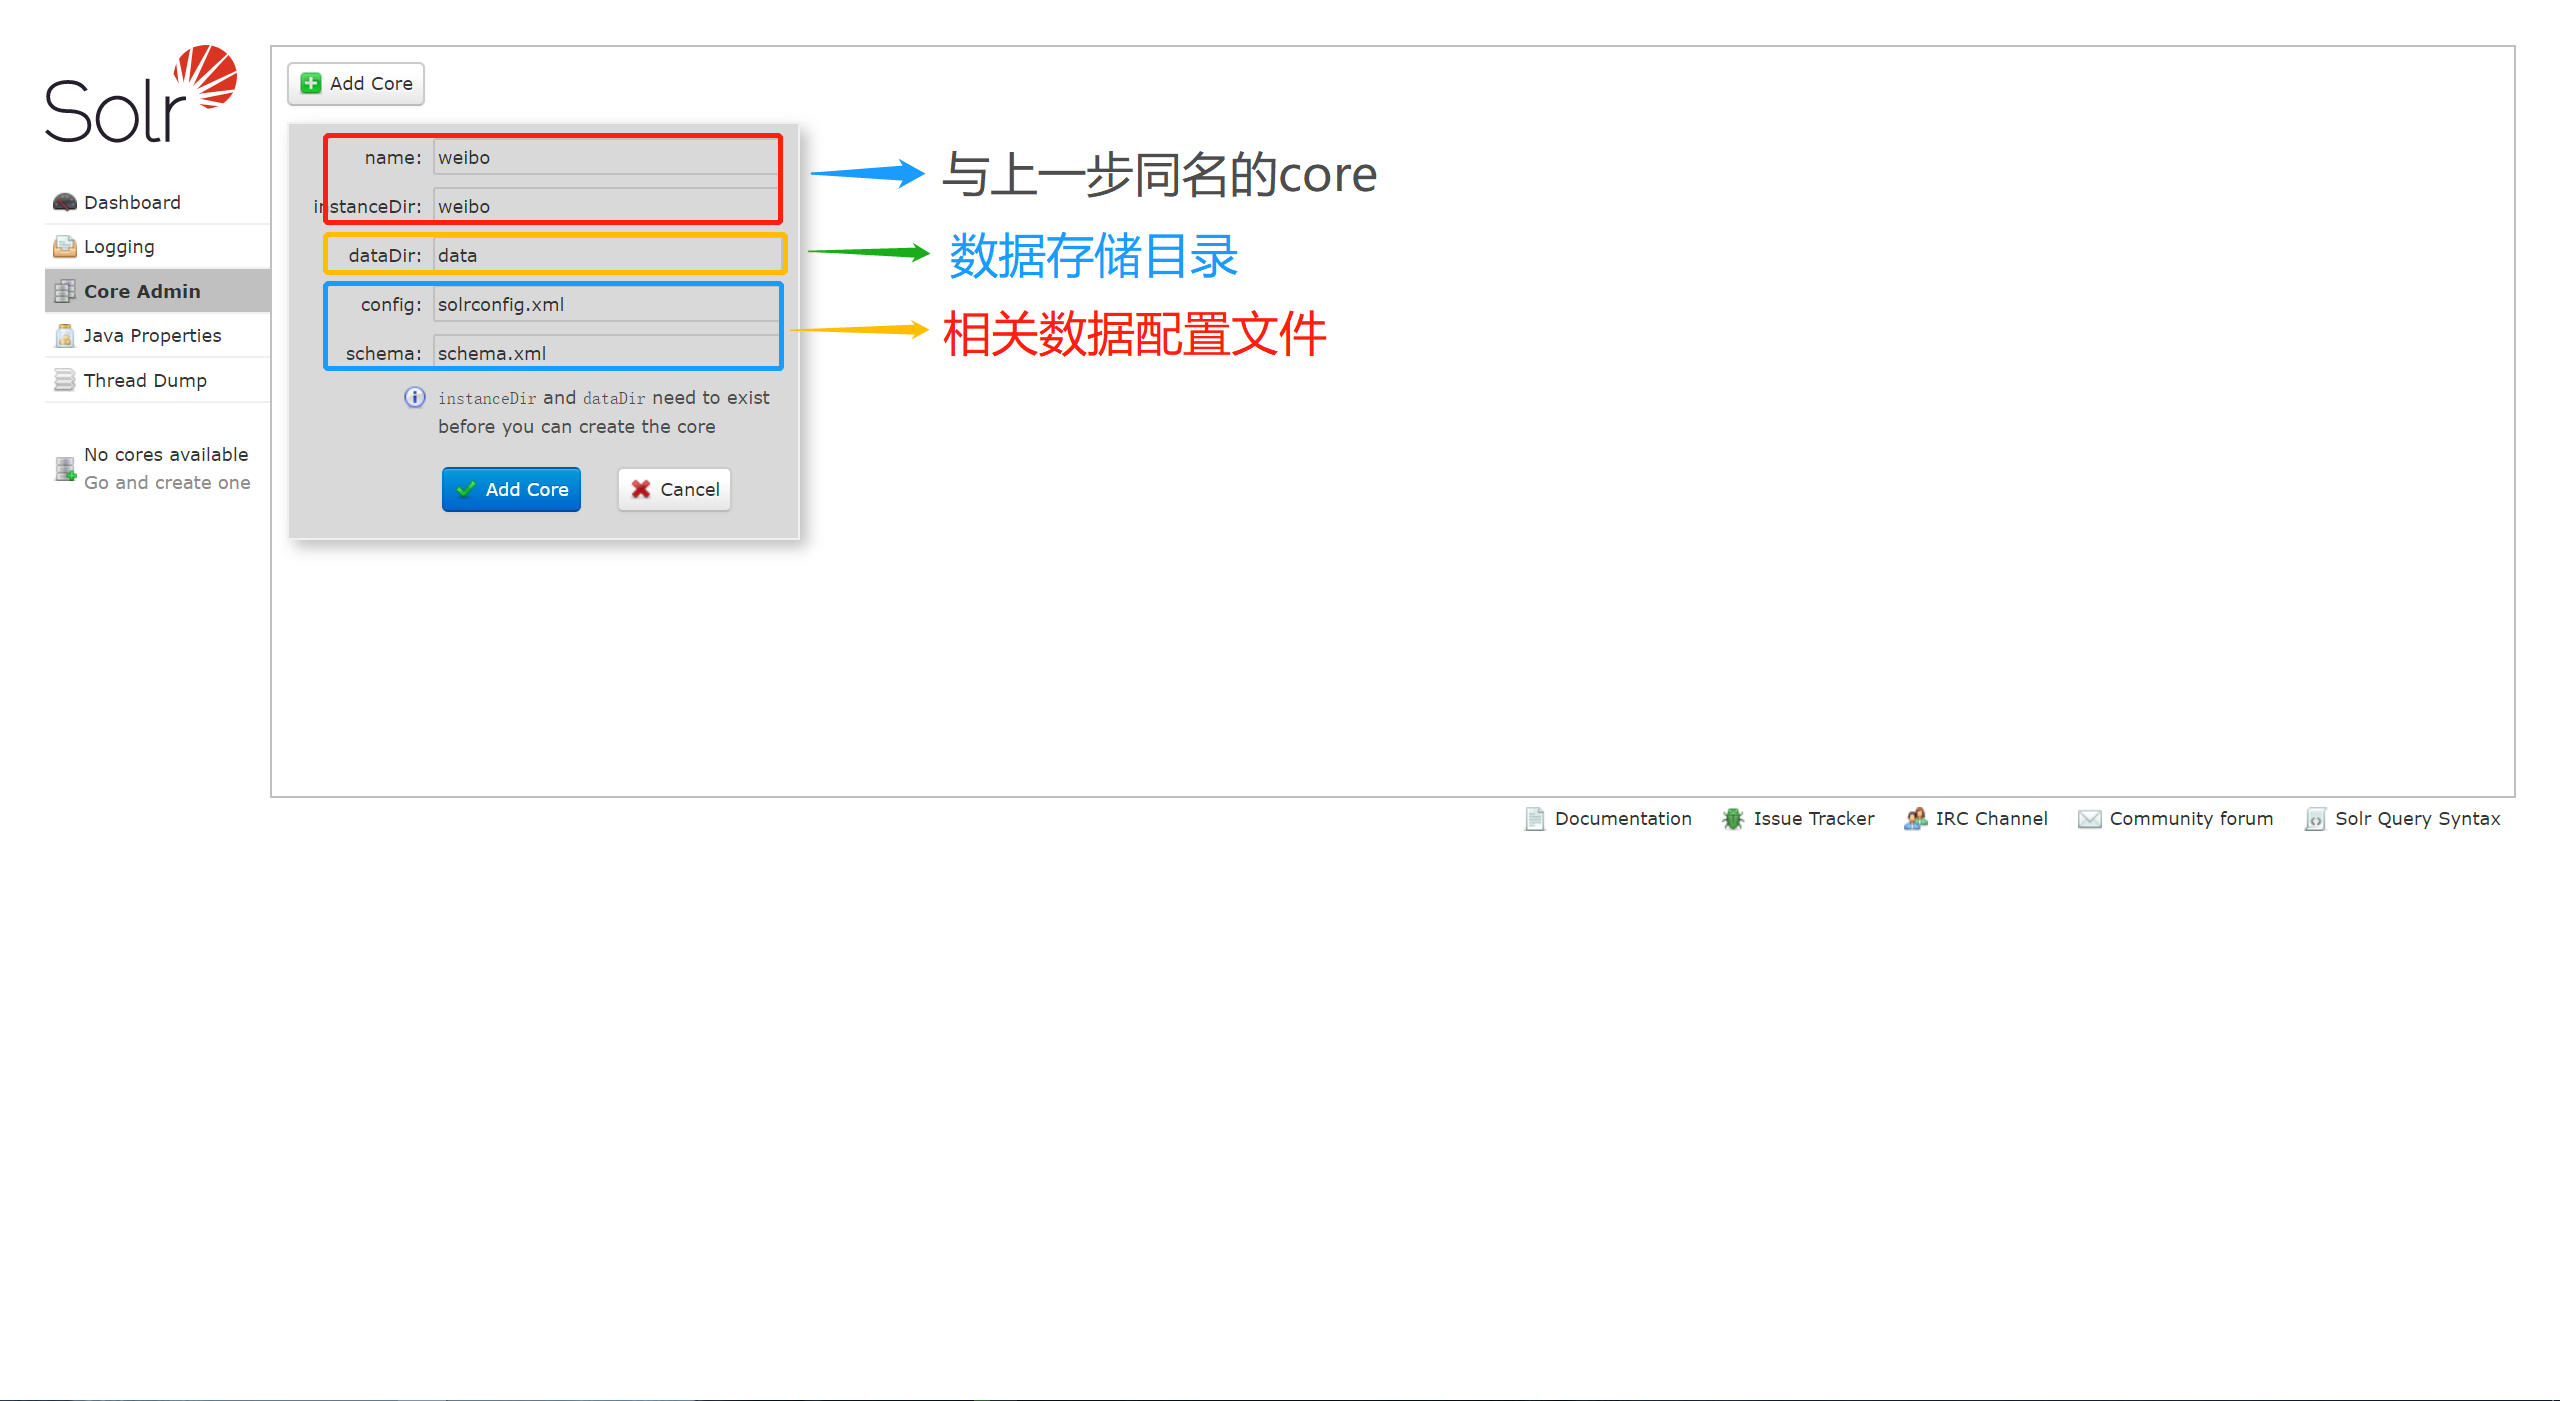 Solr
Dashboard
Logging
Core Admin
Java Properties
Thread Dump
No cores available
Go and create one
Add Core
name: weibo
instanceDir: weibo
dataDir: data
config: solrconfig.xml
schema: schema.xml
instanceDir and dataDir need to exist
before you can create the core
Add Core Cancel
与上一步同名的core
数据存储目录
相关数据配置文件
Documentation Issue Tracker IRC Channel Community forum Solr Query Syntax